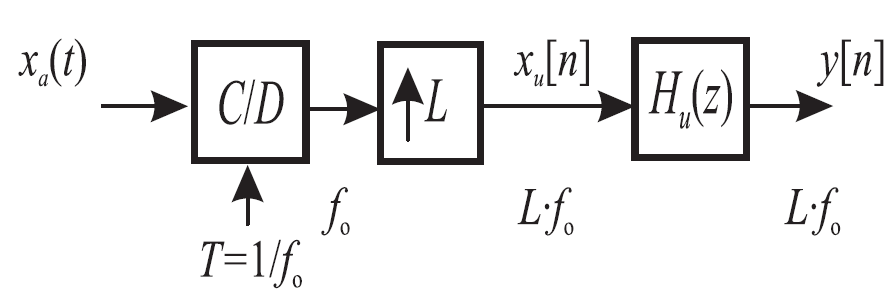 xₐ(t) C/D ↑L xᵤ[n] Hᵤ(z) y[n]
fₒ L·fₒ L·fₒ
T=1/fₒ